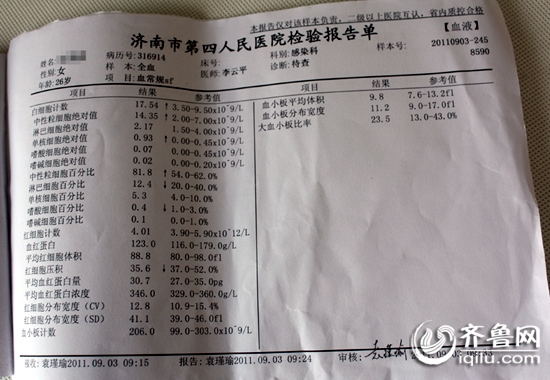 本报告仅对该样本负责，二级以上医院互认，省内质控合格
济南市第四人民医院检验报告单
【血液】
姓名:
病历号: 316914
床号:
科别: 感染科
20110903-245
性别: 女
样本: 全血
医师: 李云平
诊断: 待查
8590
年龄: 26岁
项目: 血常规sf
项目 结果 参考值 项目 结果 参考值
白细胞计数 17.54 ↑ 3.50-9.50x10^9/L 血小板平均体积 9.8 7.6-13.2fl
中性粒细胞绝对值 14.35 ↑ 2.00-7.00x10^9/L 血小板分布宽度 11.2 9.0-17.0fl
淋巴细胞绝对值 2.17 1.50-4.00x10^9/L 大血小板比率 23.5 13.0-43.0%
单核细胞绝对值 0.93 ↑ 0.00-0.45x10^9/L
嗜酸细胞绝对值 0.07 0.00-0.45x10^9/L
嗜碱细胞绝对值 0.02 0.00-0.20x10^9/L
中性粒细胞百分比 81.8 ↑ 54.0-62.0%
淋巴细胞百分比 12.4 ↓ 20.0-40.0%
单核细胞百分比 5.3 4.0-10.0%
嗜酸细胞百分比 0.4 ↓ 1.0-3.0%
嗜碱细胞百分比 0.1 0.0-1.0%
红细胞计数 4.01 3.90-5.90x10^12/L
血红蛋白 123.0 116.0-179.0g/L
平均红细胞体积 88.8 80.0-98.0fl
红细胞压积 35.6 ↓ 37.0-52.0%
平均血红蛋白量 30.7 27.0-35.0pg
平均血红蛋白浓度 346.0 329.0-360.0g/L
红细胞分布宽度(CV) 12.8 10.9-15.4%
红细胞分布宽度(SD) 41.1 39.0-46.0fl
血小板计数 206.0 99.0-303.0x10^9/L
核收: 袁瑾瑜2011.09.03 09:15 报告: 袁瑾瑜2011.09.03 09:24 审核: 2011.09.03
齐鲁网
iqilu.com